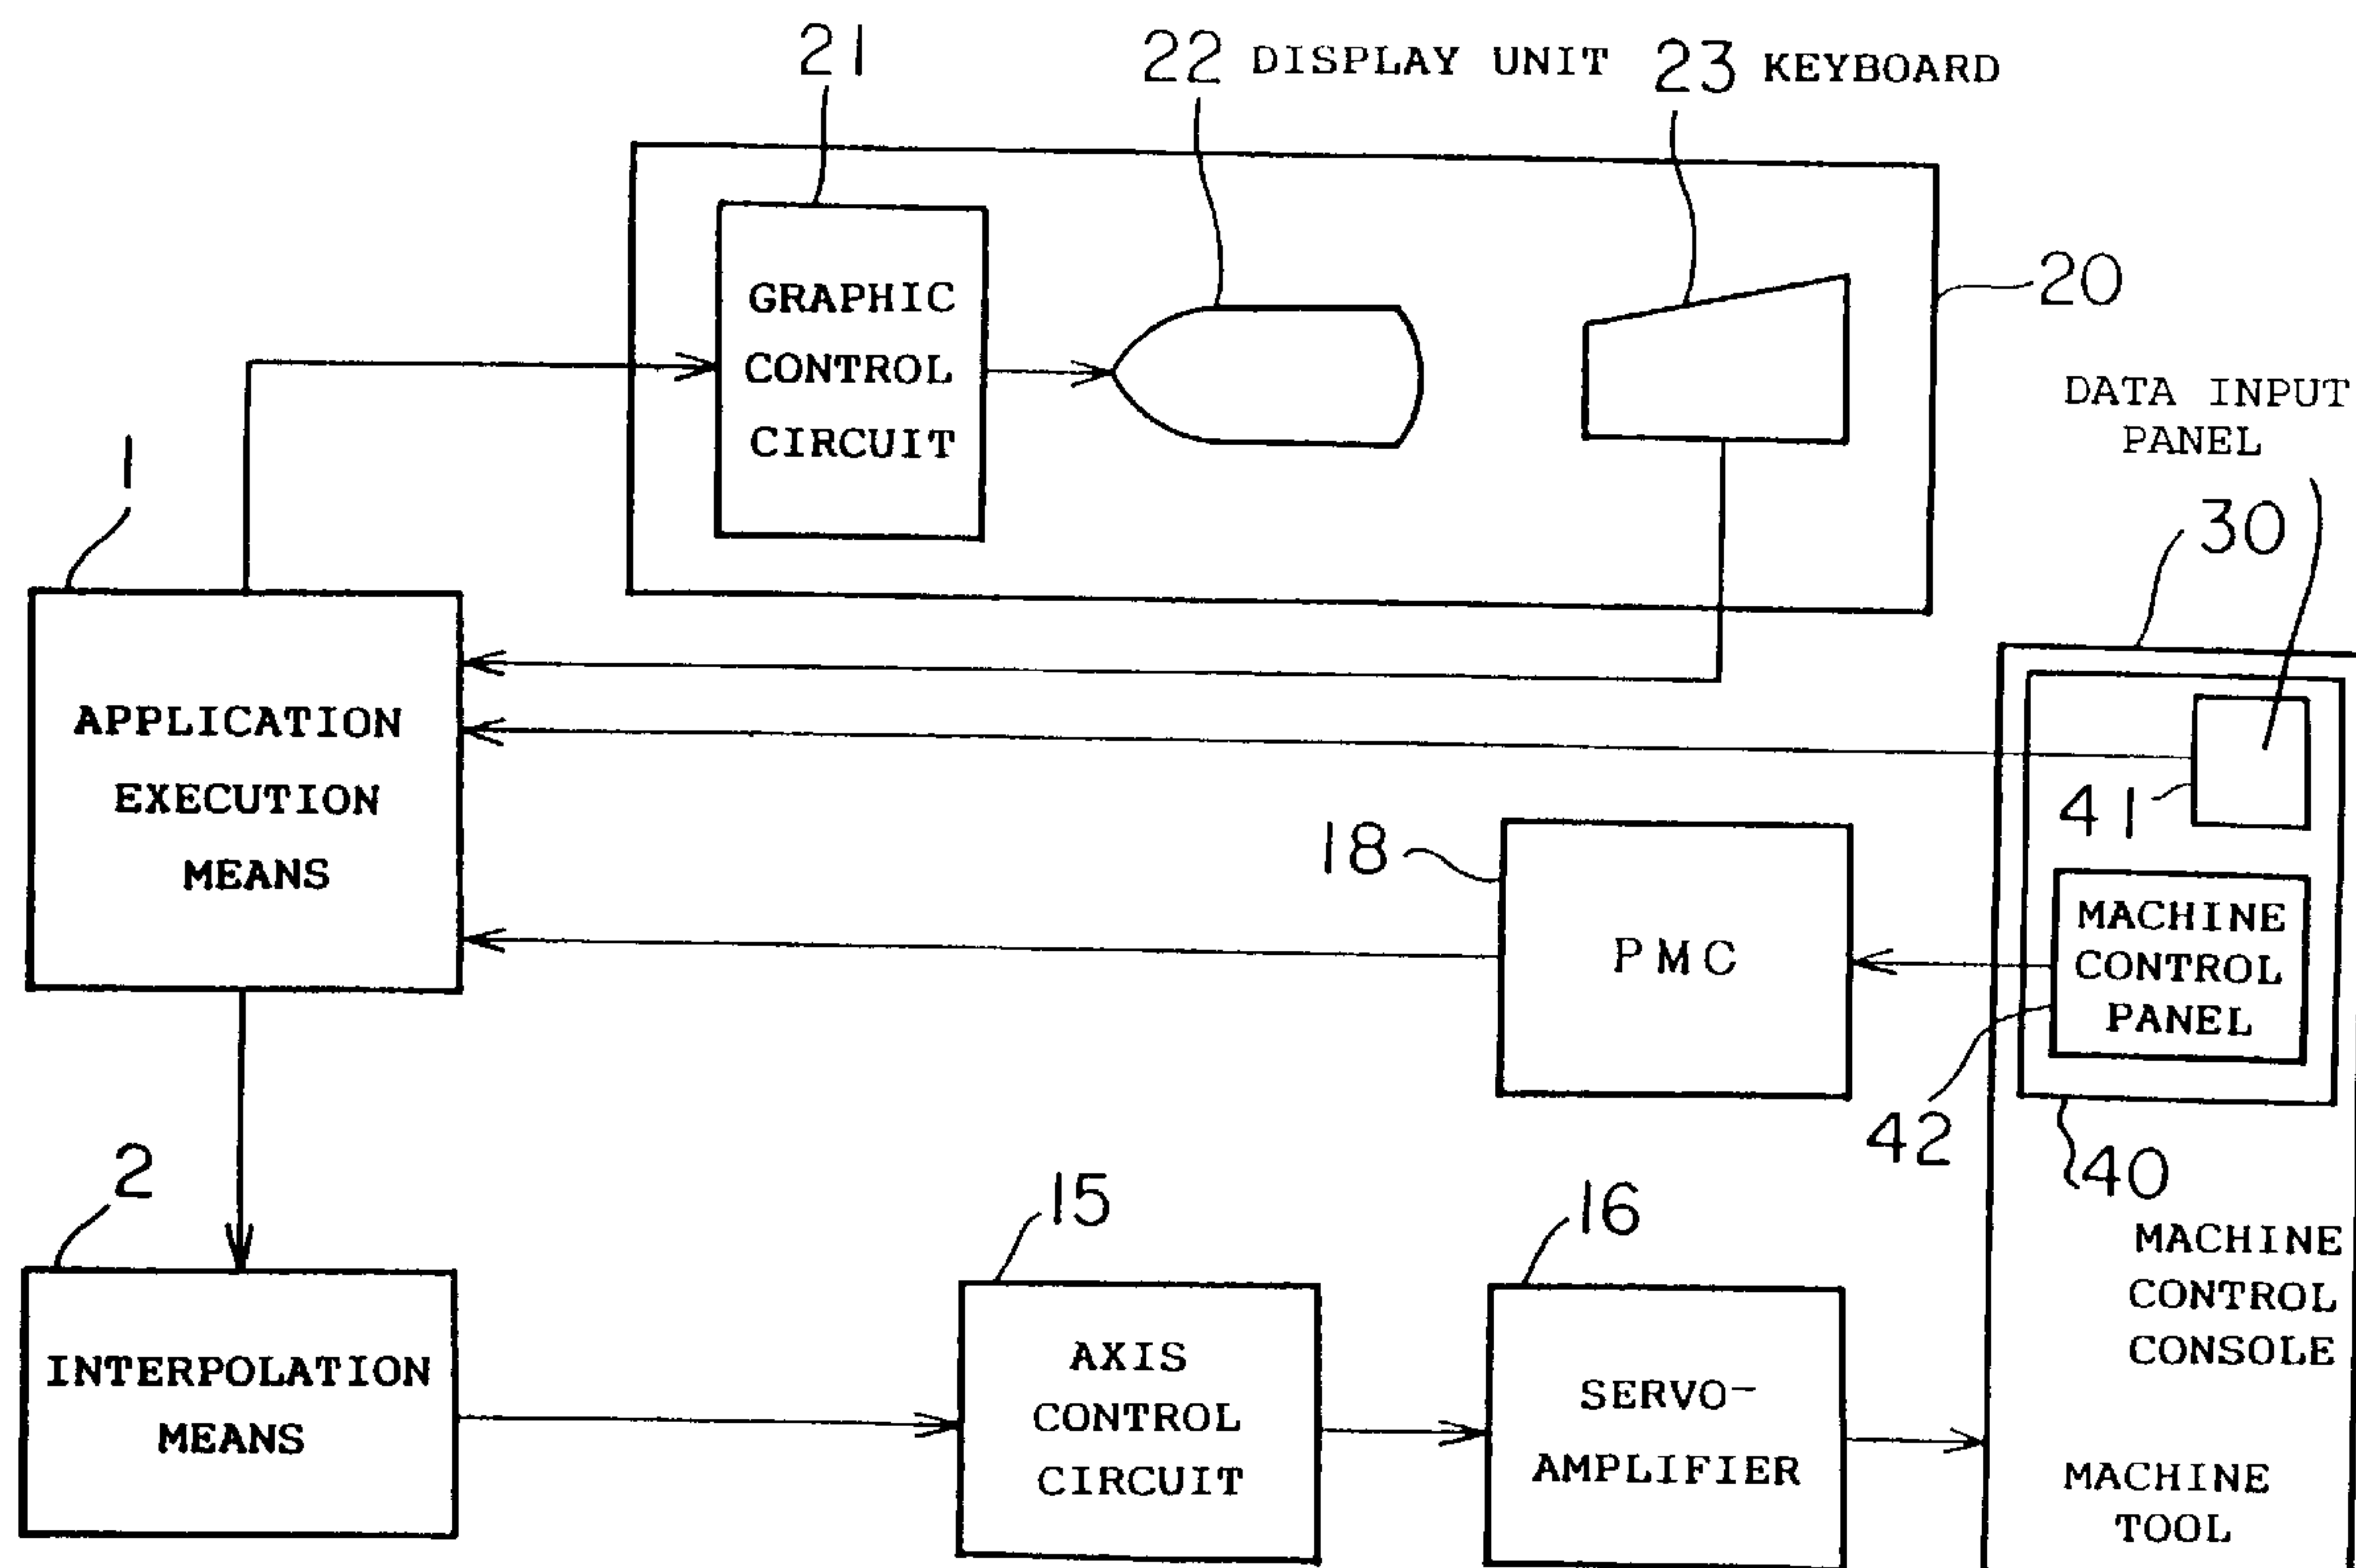 21
22 DISPLAY UNIT
23 KEYBOARD
GRAPHIC
CONTROL
CIRCUIT
20
DATA INPUT
PANEL
1
30
APPLICATION
EXECUTION
MEANS
41
18
PMC
MACHINE
CONTROL
PANEL
42
40
2
15
16
MACHINE
CONTROL
CONSOLE
INTERPOLATION
MEANS
AXIS
CONTROL
CIRCUIT
SERVO-
AMPLIFIER
MACHINE
TOOL